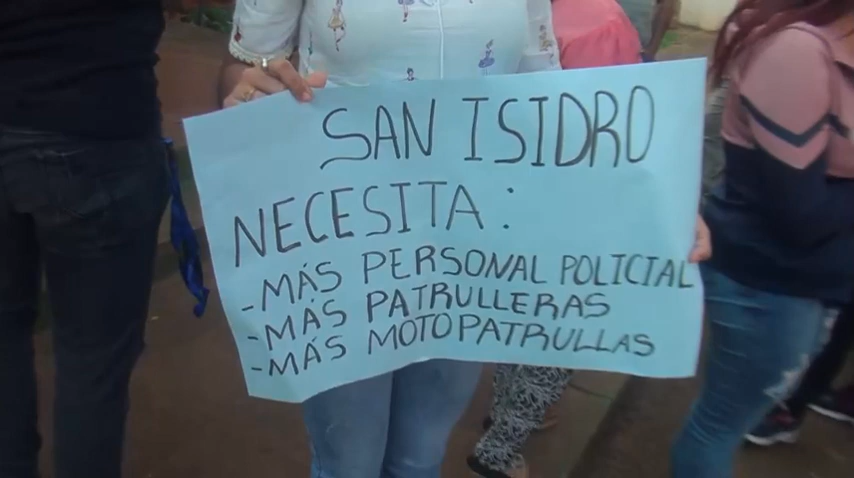 SAN ISIDRO
NECESITA:
-MÁS PERSONAL POLICIAL
-MÁS PATRULLERAS
-MÁS MOTOPATRULLAS